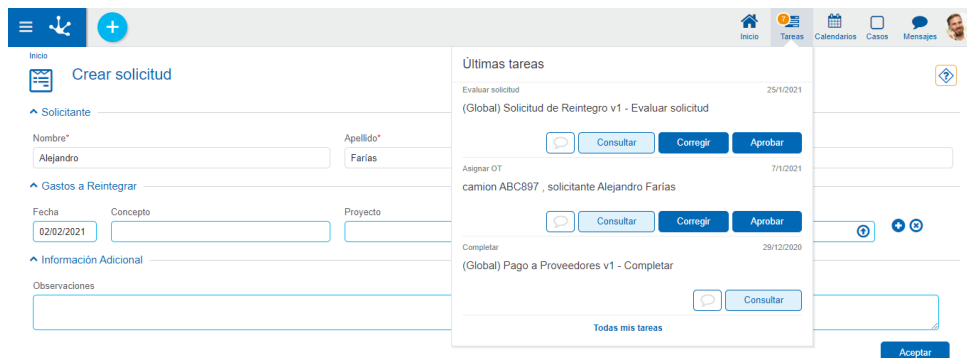 7
Inicio
Tareas
Calendarios
Casos
Mensajes
Inicio
Crear solicitud
Solicitante
Nombre*
Apellido*
Alejandro
Farías
Gastos a Reintegrar
Fecha
Concepto
Proyecto
02/02/2021
Información Adicional
Observaciones
Últimas tareas
Evaluar solicitud 25/1/2021
(Global) Solicitud de Reintegro v1 - Evaluar solicitud
Consultar Corregir Aprobar
Asignar OT 7/1/2021
camion ABC897 , solicitante Alejandro Farías
Consultar Corregir Aprobar
Completar 29/12/2020
(Global) Pago a Proveedores v1 - Completar
Consultar
Todas mis tareas
Aceptar